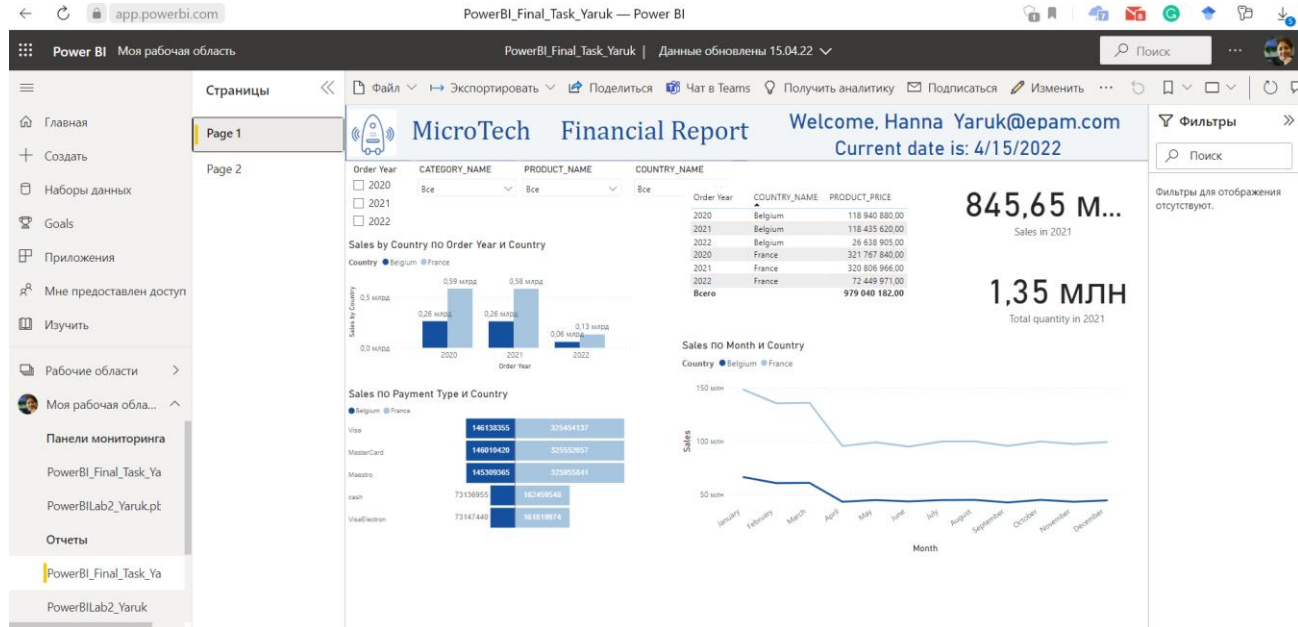 app.powerbi.com
PowerBI_Final_Task_Yaruk — Power BI
Power BI Моя рабочая область
PowerBI_Final_Task_Yaruk | Данные обновлены 15.04.22
Поиск
Главная
Создать
Наборы данных
Goals
Приложения
Мне предоставлен доступ
Изучить
Рабочие области
Моя рабочая обла...
Панели мониторинга
PowerBI_Final_Task_Ya
PowerBILab2_Yaruk.pb
Отчеты
PowerBI_Final_Task_Ya
PowerBILab2_Yaruk
Страницы
Page 1
Page 2
Файл Экспортировать Поделиться Чат в Teams Получить аналитику Подписаться Изменить
MicroTech Financial Report
Welcome, Hanna Yaruk@epam.com
Current date is: 4/15/2022
Order Year
2020
2021
2022
CATEGORY_NAME
Все
PRODUCT_NAME
Все
COUNTRY_NAME
Все
Order Year COUNTRY_NAME PRODUCT_PRICE
2020 Belgium 118 940 880,00
2021 Belgium 118 435 620,00
2022 Belgium 26 638 905,00
2020 France 321 767 840,00
2021 France 320 806 966,00
2022 France 72 449 971,00
Всего 979 040 182,00
845,65 м...
Sales in 2021
1,35 млн
Total quantity in 2021
Sales by Country по Order Year и Country
Country Belgium France
Sales by Country
0,5 млрд
0,0 млрд
0,26 млрд
0,59 млрд
0,26 млрд
0,58 млрд
0,06 млрд
0,13 млрд
2020
2021
2022
Order Year
Sales по Payment Type и Country
Belgium France
Visa 146138355 325454137
MasterCard 146010420 325552057
Maestro 145309365 325955841
cash 73136955 162459548
VisaElectron 73147440 161819974
Sales по Month и Country
Country Belgium France
Sales
150 млн
100 млн
50 млн
January
February
March
April
May
June
July
August
September
October
November
December
Month
Фильтры
Поиск
Фильтры для отображения
отсутствуют.